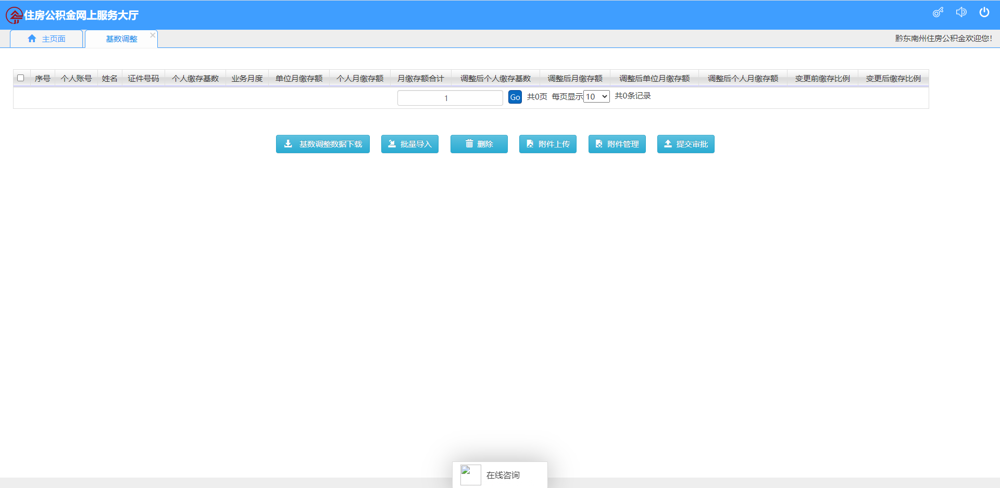 住房公积金网上服务大厅
主页面 基数调整 黔东南州住房公积金欢迎您!
序号 个人账号 姓名 证件号码 个人缴存基数 业务月度 单位月缴存额 个人月缴存额 月缴存额合计 调整后个人缴存基数 调整后月缴存额 调整后单位月缴存额 调整后个人月缴存额 变更前缴存比例 变更后缴存比例
1 Go 共0页 每页显示 10 共0条记录
基数调整数据下载 批量导入 删除 附件上传 附件管理 提交审批
在线咨询